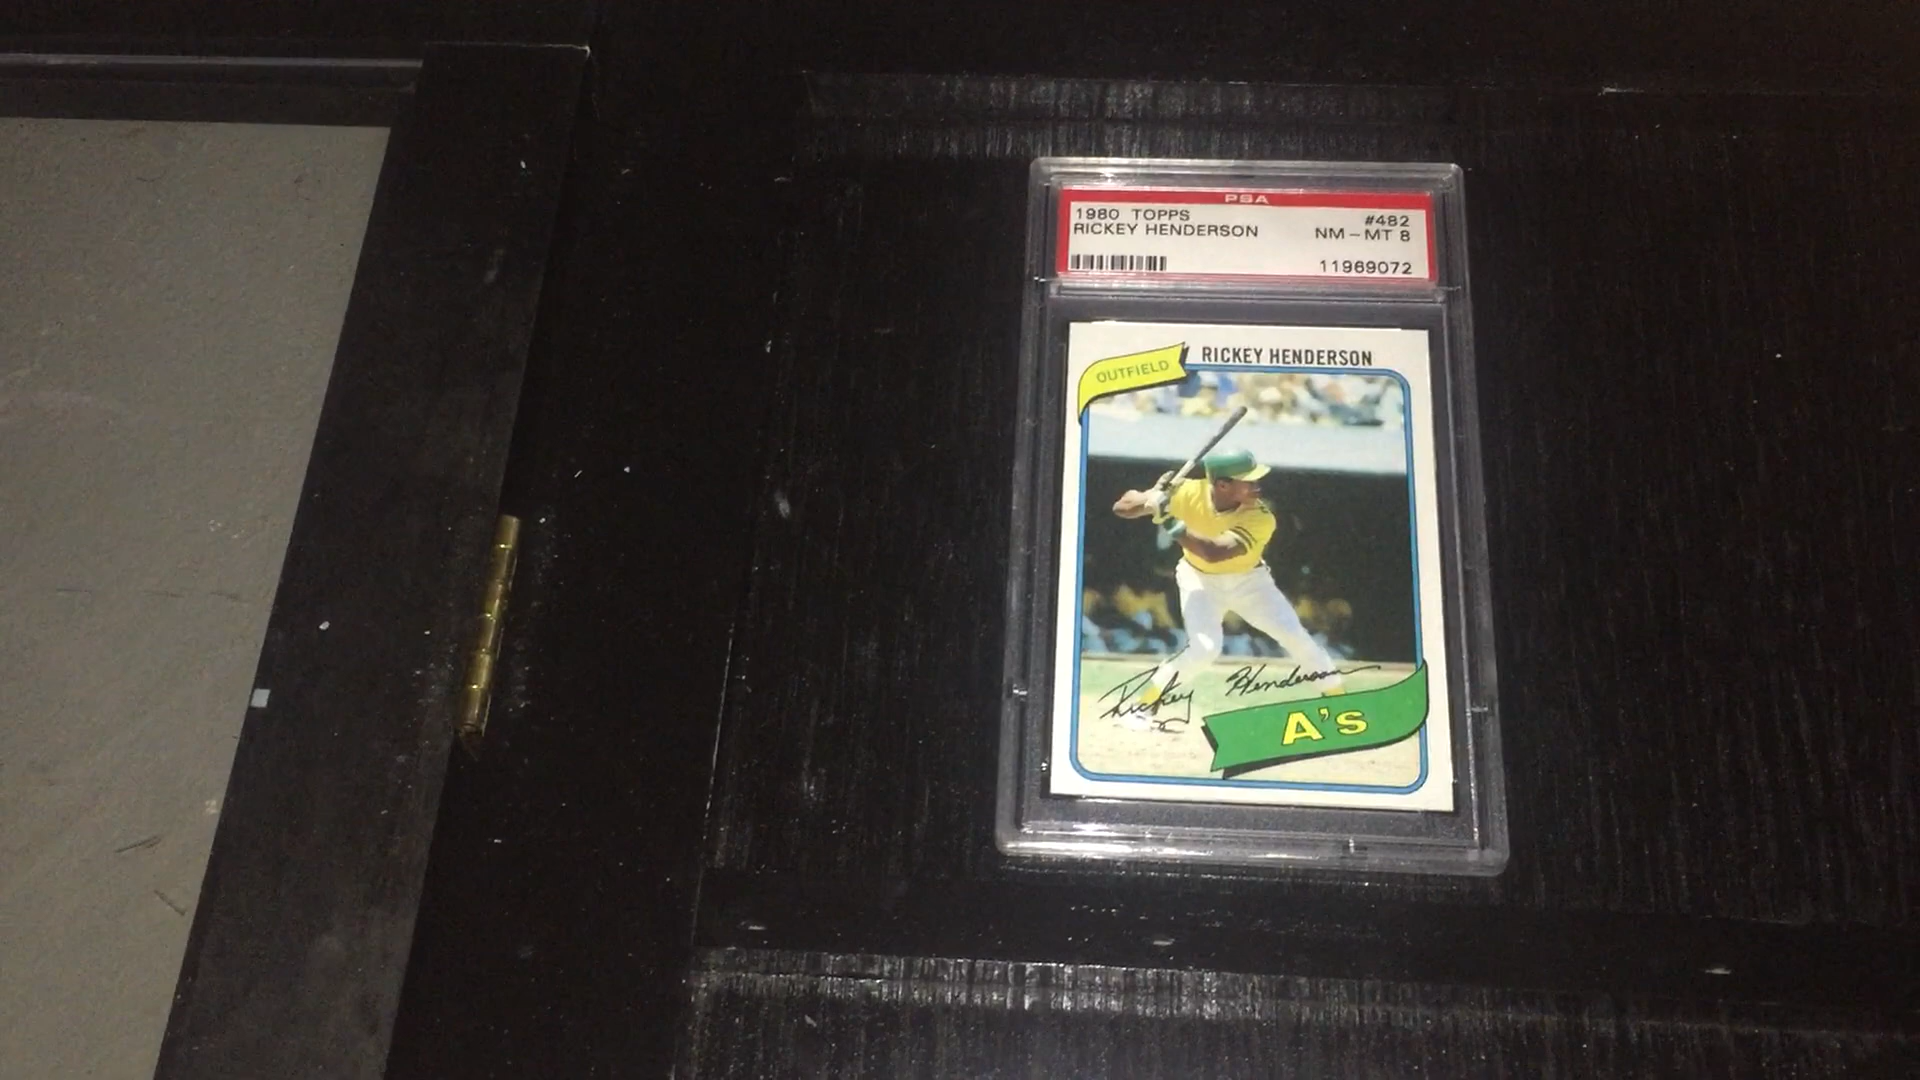 PSA
1980 TOPPS #482
RICKEY HENDERSON NM-MT 8
11969072
OUTFIELD
RICKEY HENDERSON
Rickey Henderson
A's